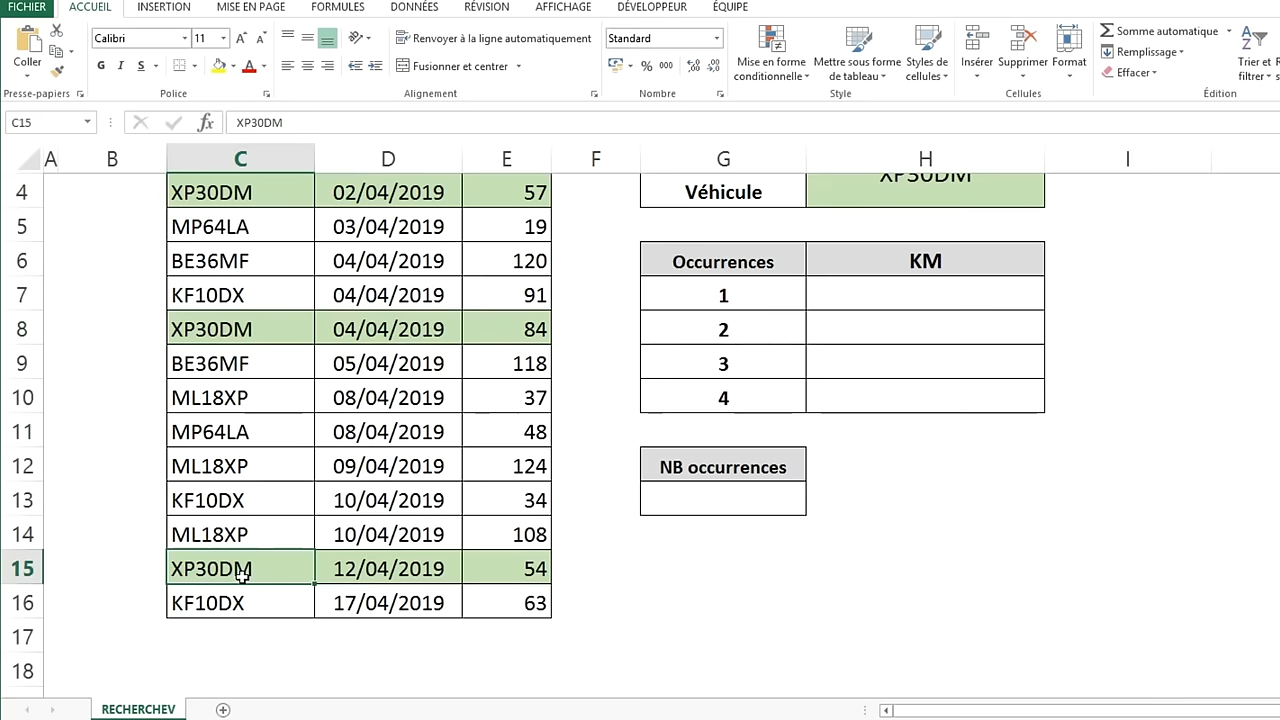 FICHIER ACCUEIL INSERTION MISE EN PAGE FORMULES DONNÉES RÉVISION AFFICHAGE DÉVELOPPEUR ÉQUIPE
Calibri 11 Renvoyer à la ligne automatiquement Standard Somme automatique
Coller Mise en forme conditionnelle Mettre sous forme de tableau Styles de cellules Insérer Supprimer Format Remplissage Trier et filtrer
G I S Fusionner et centrer % 000 Effacer
Presse-papiers Police Alignement Nombre Style Cellules Édition
C15 fx XP30DM
A B C D E F G H I
4 XP30DM 02/04/2019 57 Véhicule XP30DM
5 MP64LA 03/04/2019 19
6 BE36MF 04/04/2019 120 Occurrences KM
7 KF10DX 04/04/2019 91 1
8 XP30DM 04/04/2019 84 2
9 BE36MF 05/04/2019 118 3
10 ML18XP 08/04/2019 37 4
11 MP64LA 08/04/2019 48
12 ML18XP 09/04/2019 124 NB occurrences
13 KF10DX 10/04/2019 34
14 ML18XP 10/04/2019 108
15 XP30DM 12/04/2019 54
16 KF10DX 17/04/2019 63
17
18
RECHERCHEV